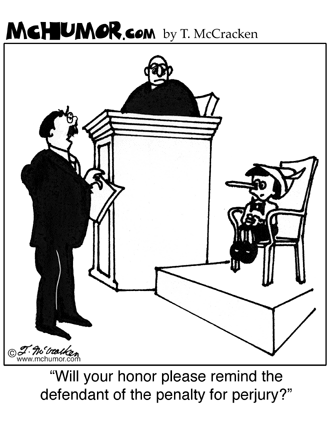 McHUMOR.com by T. McCracken
© T. McCracken
www.mchumor.com
“Will your honor please remind the
defendant of the penalty for perjury?”